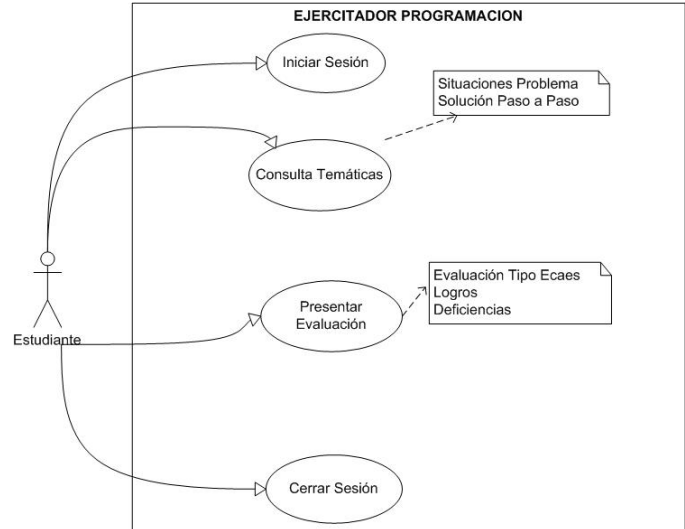 EJERCITADOR PROGRAMACION
Iniciar Sesión
Situaciones Problema
Solución Paso a Paso
Consulta Temáticas
Estudiante
Presentar
Evaluación
Evaluación Tipo Ecaes
Logros
Deficiencias
Cerrar Sesión